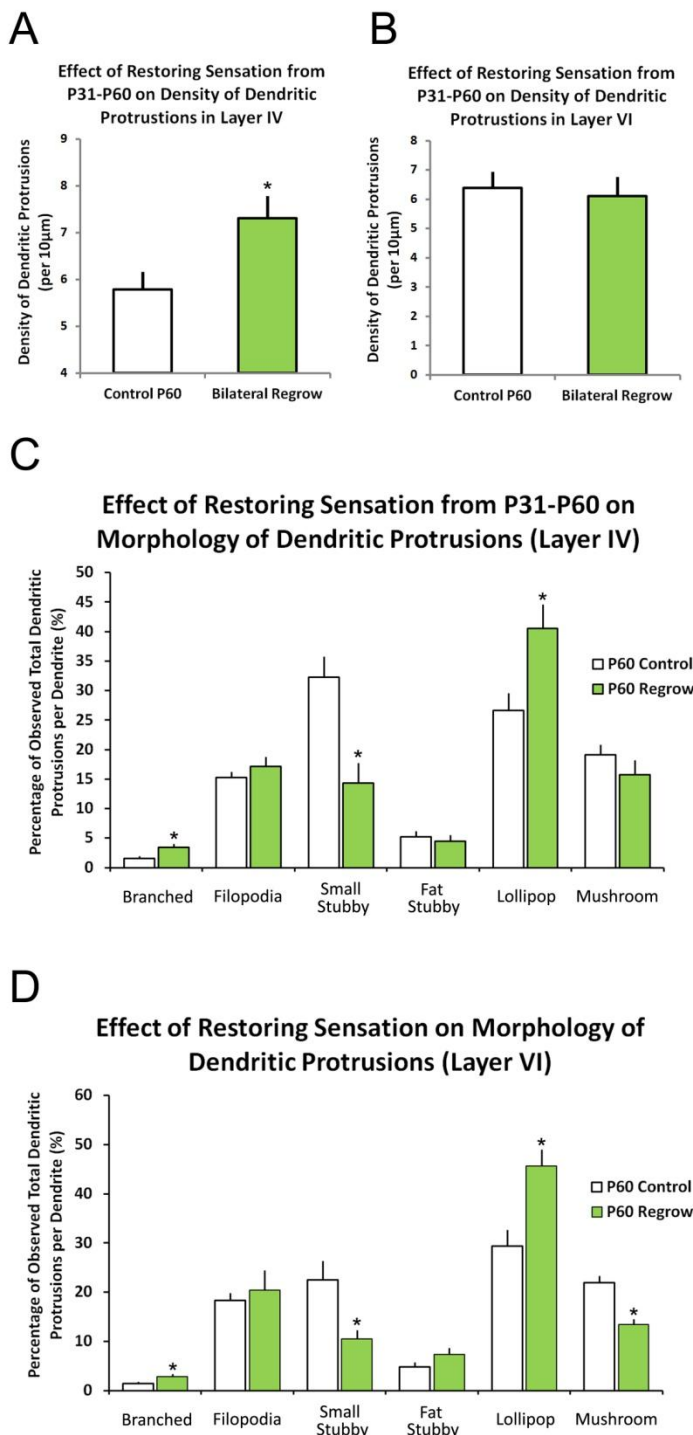 A
Effect of Restoring Sensation from
P31-P60 on Density of Dendritic
Protrustions in Layer IV
Density of Dendritic Protrusions
(per 10µm)
9
8
7
6
5
4
*
Control P60
Bilateral Regrow
B
Effect of Restoring Sensation from
P31-P60 on Density of Dendritic
Protrustions in Layer VI
Density of Dendritic Protrusions
(per 10µm)
8
7
6
5
4
3
2
1
0
Control P60
Bilateral Regrow
C
Effect of Restoring Sensation from P31-P60 on
Morphology of Dendritic Protrusions (Layer IV)
Percentage of Observed Total Dendritic
Protrusions per Dendrite (%)
50
45
40
35
30
25
20
15
10
5
0
*
*
*
P60 Control
P60 Regrow
Branched
Filopodia
Small
Stubby
Fat
Stubby
Lollipop
Mushroom
D
Effect of Restoring Sensation on Morphology of
Dendritic Protrusions (Layer VI)
Percentage of Observed Total Dendritic
Protrusions per Dendrite (%)
60
50
40
30
20
10
0
*
*
*
*
P60 Control
P60 Regrow
Branched
Filopodia
Small
Stubby
Fat
Stubby
Lollipop
Mushroom